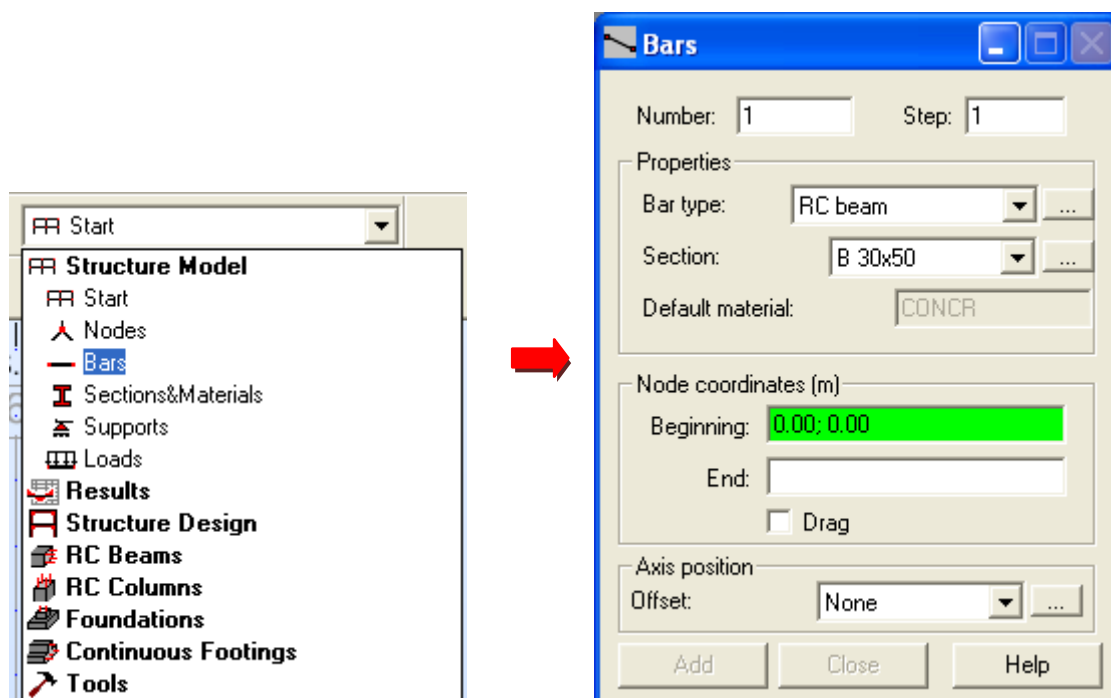 Start
Structure Model
Start
Nodes
Bars
Sections&Materials
Supports
Loads
Results
Structure Design
RC Beams
RC Columns
Foundations
Continuous Footings
Tools
Bars
Number: 1 Step: 1
Properties
Bar type: RC beam ...
Section: B 30x50 ...
Default material: CONCR
Node coordinates (m)
Beginning: 0.00; 0.00
End:
Drag
Axis position
Offset: None ...
Add Close Help